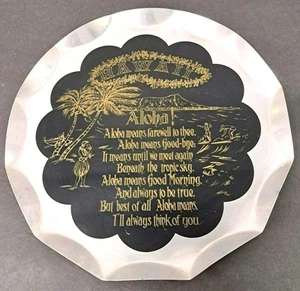 HAWAII
Aloha!
Aloha means farewell to thee.
Aloha means Good-bye.
It means until we meet again
Beneath the tropic sky.
Aloha means Good Morning.
And always to be true.
But best of all Aloha means
I'll always think of you.